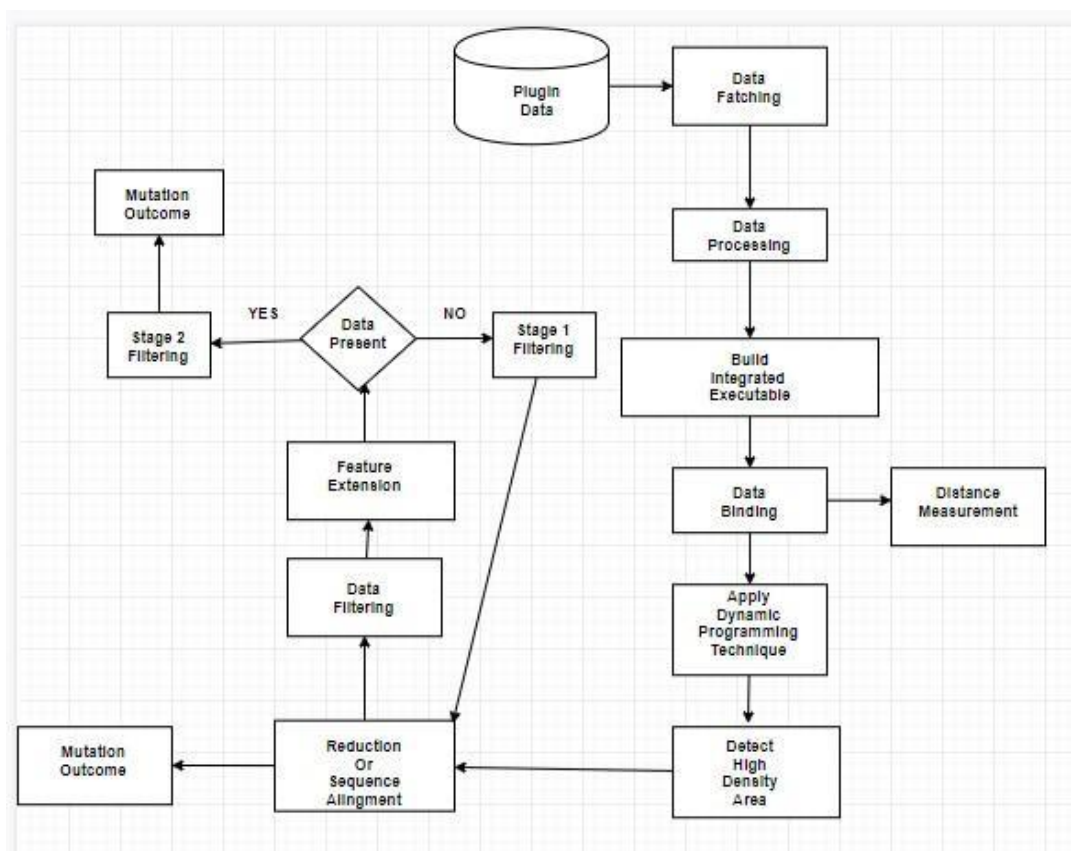 Plugin
Data
Data
Fatching
Mutation
Outcome
Data
Processing
YES
NO
Stage 2
Filtering
Data
Present
Stage 1
Filtering
Build
Integrated
Executable
Feature
Extension
Data
Binding
Distance
Measurement
Data
Filtering
Apply
Dynamic
Programming
Technique
Mutation
Outcome
Reduction
Or
Sequence
Alingment
Detect
High
Density
Area